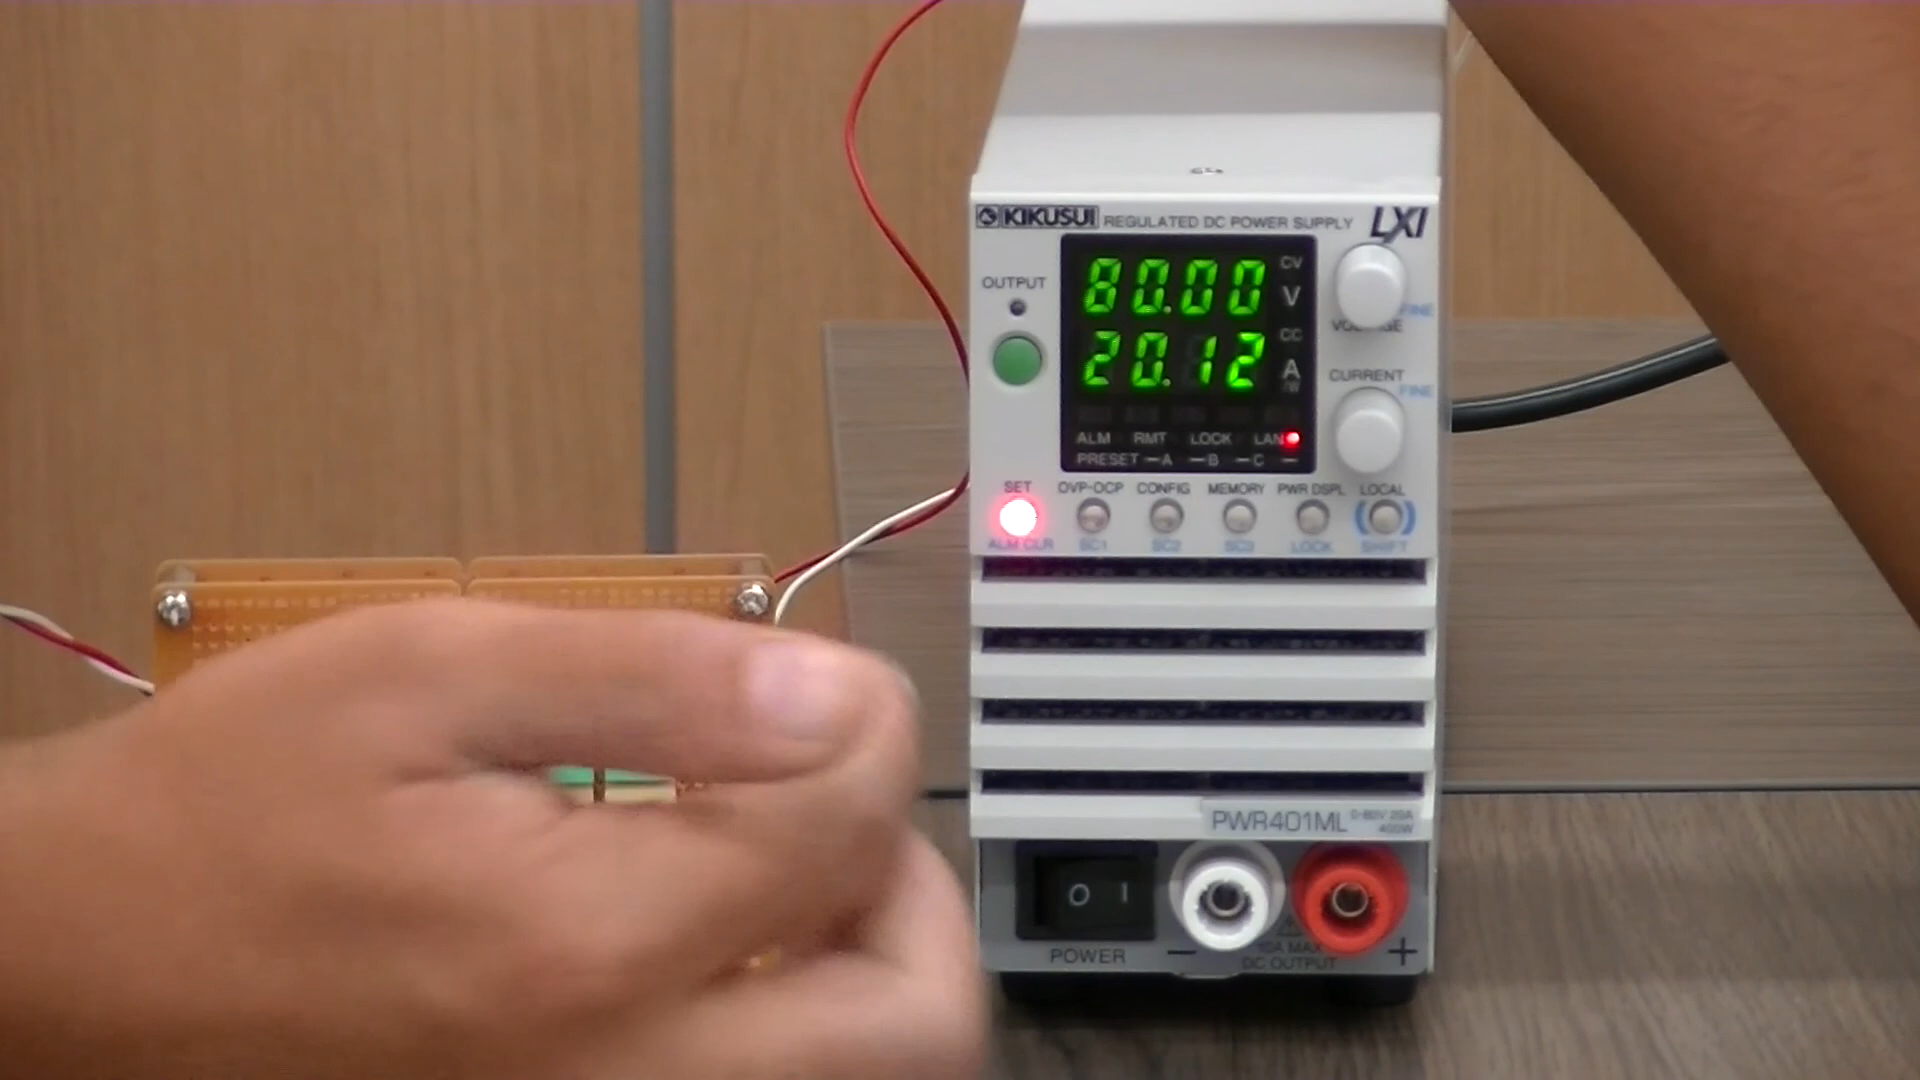 KIKUSUI REGULATED DC POWER SUPPLY LXI
OUTPUT
80.00 CV V
20.12 CC A
FINE
CURRENT FINE
ALM RMT LOCK LAN
PRESET -A -B -C
SET OVP·OCP CONFIG MEMORY PWR DSPL LOCAL
ALM CLR SC1 SC2 SC3 LOCK SHIFT
PWR401ML 0-80V 20A
400W
O I
POWER - +
10A MAX
DC OUTPUT